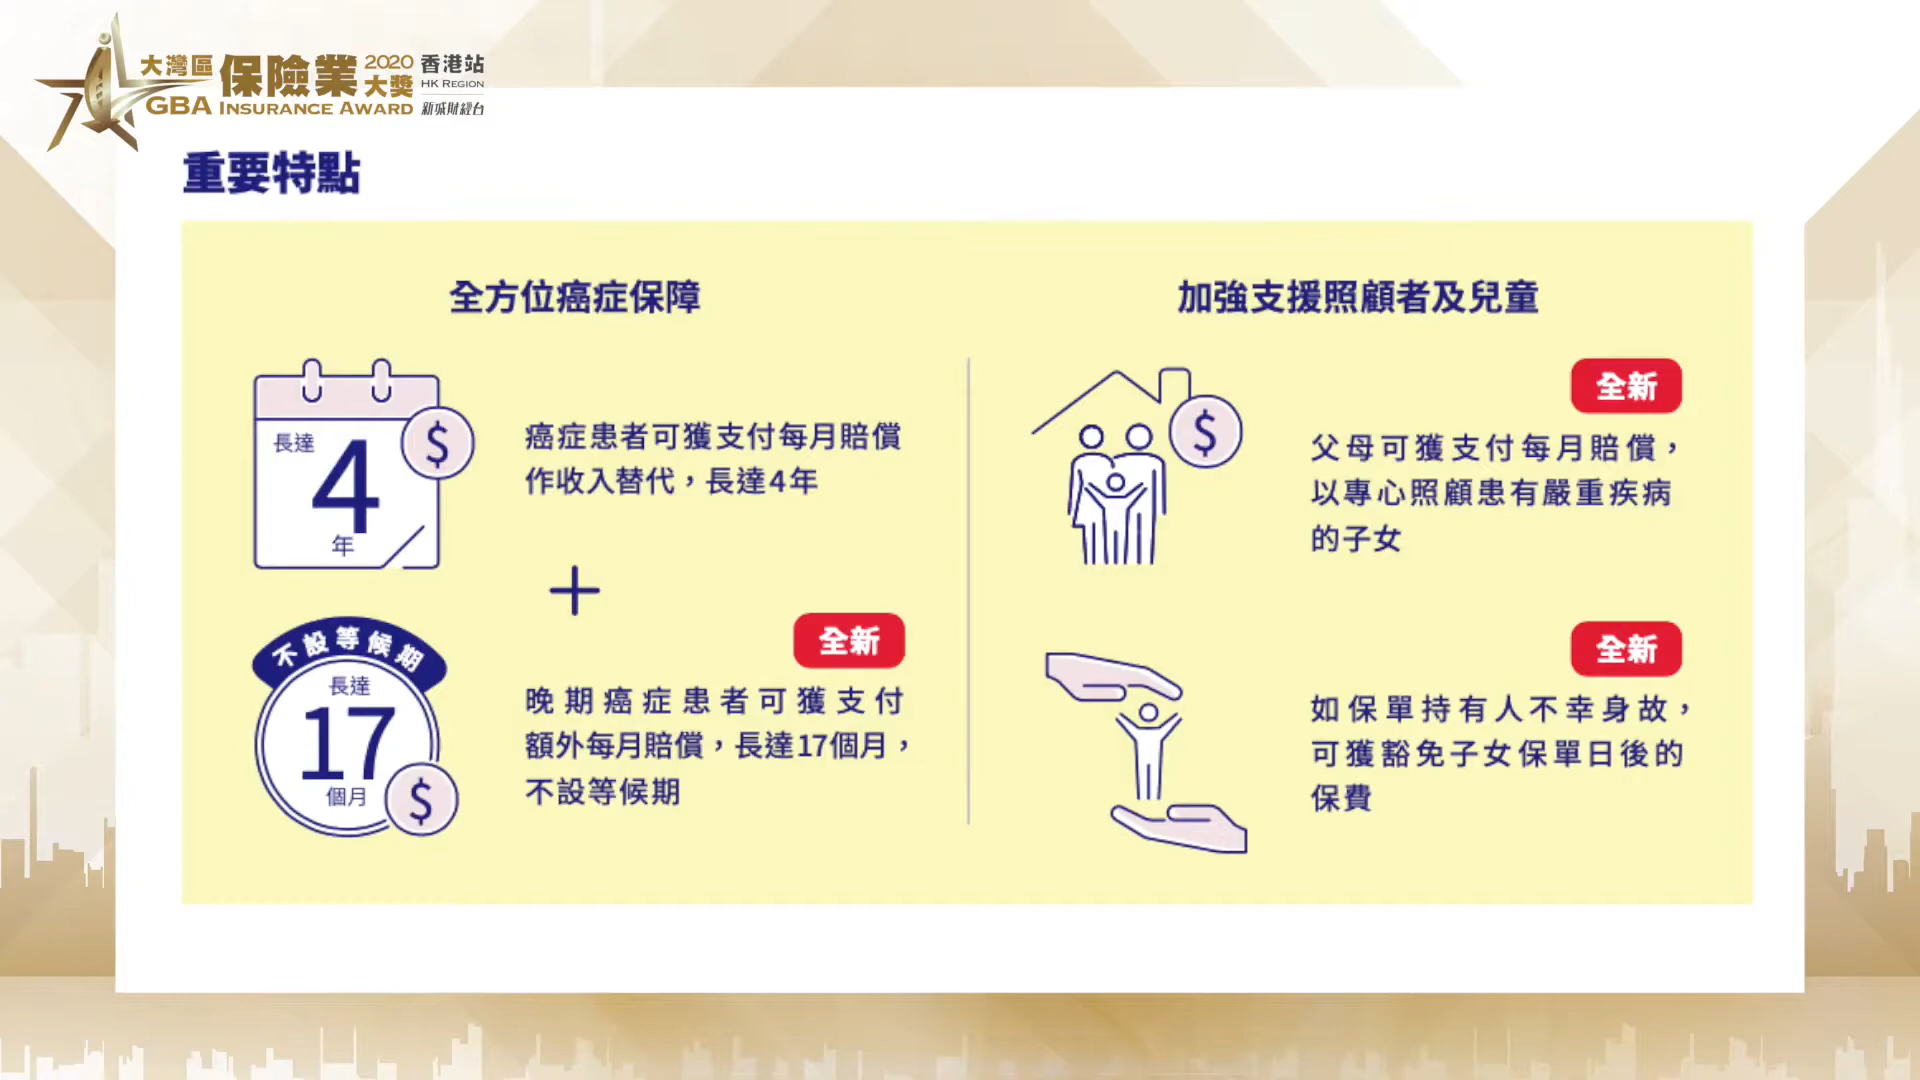 大灣區 保險業 2020 大獎 香港站
HK REGION
GBA INSURANCE AWARD 新城財經台
重要特點
全方位癌症保障
長達
4
年
$
癌症患者可獲支付每月賠償
作收入替代，長達4年
+
不設等候期
長達
17
個月
$
全新
晚期癌症患者可獲支付
額外每月賠償，長達17個月，
不設等候期
加強支援照顧者及兒童
$
全新
父母可獲支付每月賠償，
以專心照顧患有嚴重疾病
的子女
全新
如保單持有人不幸身故，
可獲豁免子女保單日後的
保費